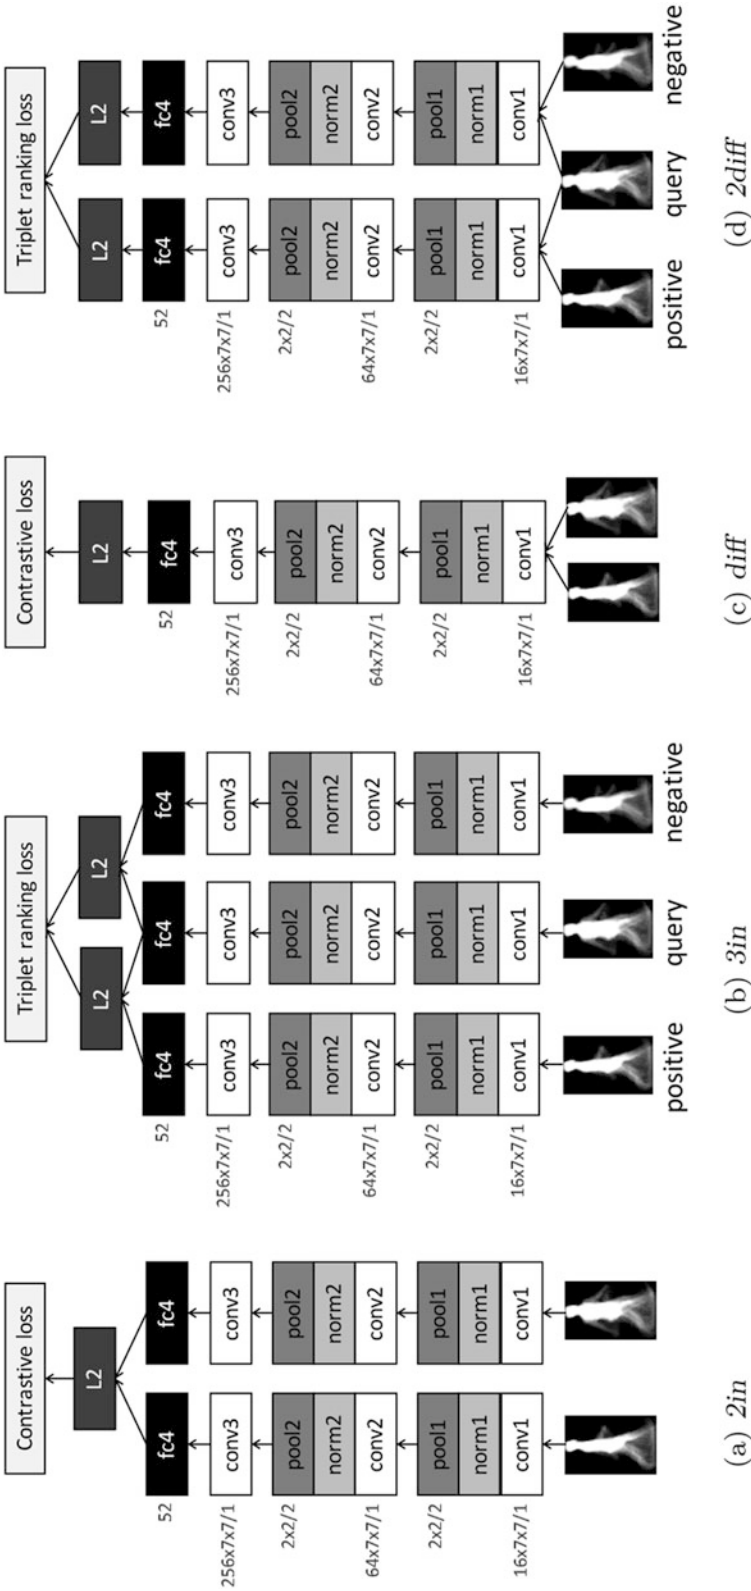 Contrastive loss
L2
fc4
fc4
52
conv3
conv3
256x7x7/1
pool2
pool2
2x2/2
norm2
norm2
conv2
conv2
64x7x7/1
pool1
pool1
2x2/2
norm1
norm1
conv1
conv1
16x7x7/1
(a) 2in
Triplet ranking loss
L2
L2
fc4
fc4
fc4
52
conv3
conv3
conv3
256x7x7/1
pool2
pool2
pool2
2x2/2
norm2
norm2
norm2
conv2
conv2
conv2
64x7x7/1
pool1
pool1
pool1
2x2/2
norm1
norm1
norm1
conv1
conv1
conv1
16x7x7/1
positive
query
negative
(b) 3in
Contrastive loss
L2
fc4
52
conv3
256x7x7/1
pool2
2x2/2
norm2
conv2
64x7x7/1
pool1
2x2/2
norm1
conv1
16x7x7/1
(c) diff
Triplet ranking loss
L2
L2
fc4
fc4
52
conv3
conv3
256x7x7/1
pool2
pool2
2x2/2
norm2
norm2
conv2
conv2
64x7x7/1
pool1
pool1
2x2/2
norm1
norm1
conv1
conv1
16x7x7/1
positive
query
negative
(d) 2diff